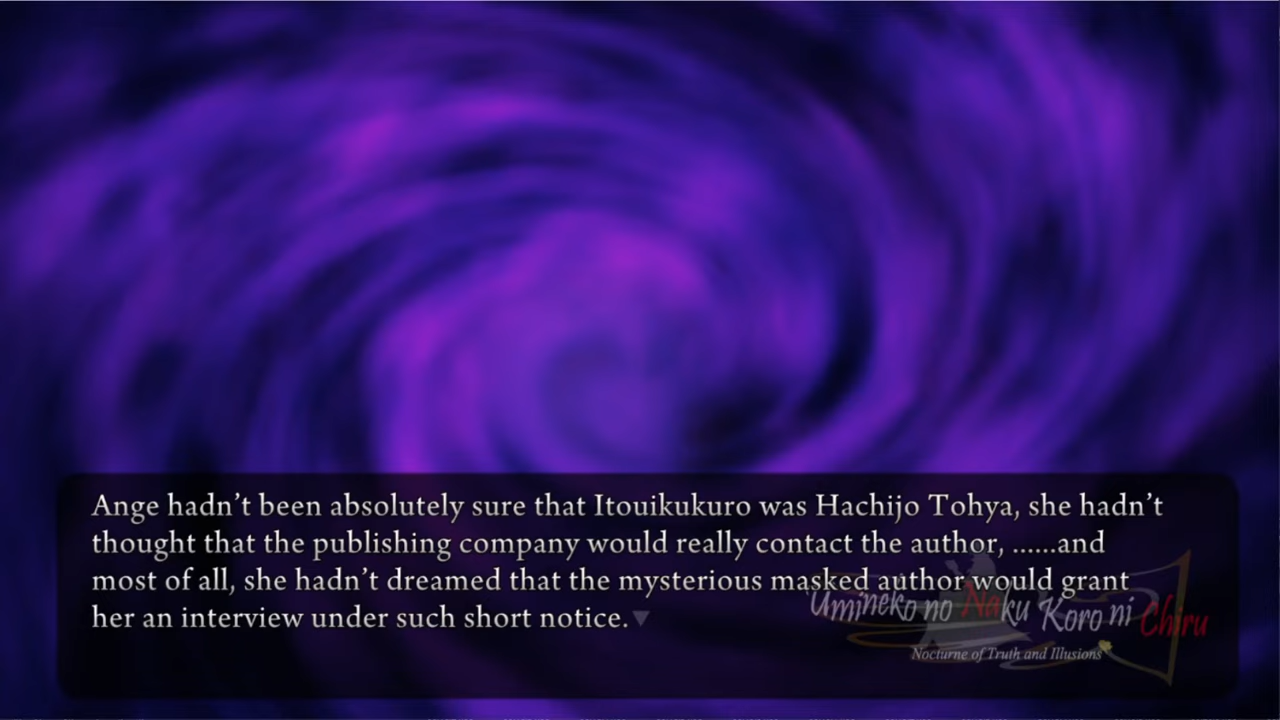 Ange hadn't been absolutely sure that Itouikukuro was Hachijo Tohya, she hadn't
thought that the publishing company would really contact the author, ......and
most of all, she hadn't dreamed that the mysterious masked author would grant
her an interview under such short notice.
Umineko no Naku Koro ni Chiru
Nocturne of Truth and Illusions